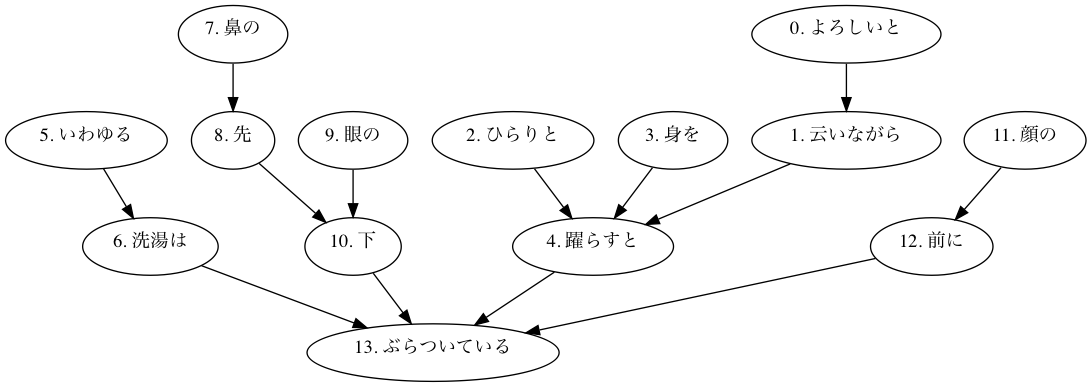 7. 鼻の
0. よろしいと
5. いわゆる
8. 先
9. 眼の
2. ひらりと
3. 身を
1. 云いながら
11. 顔の
6. 洗湯は
10. 下
4. 躍らすと
12. 前に
13. ぶらついている